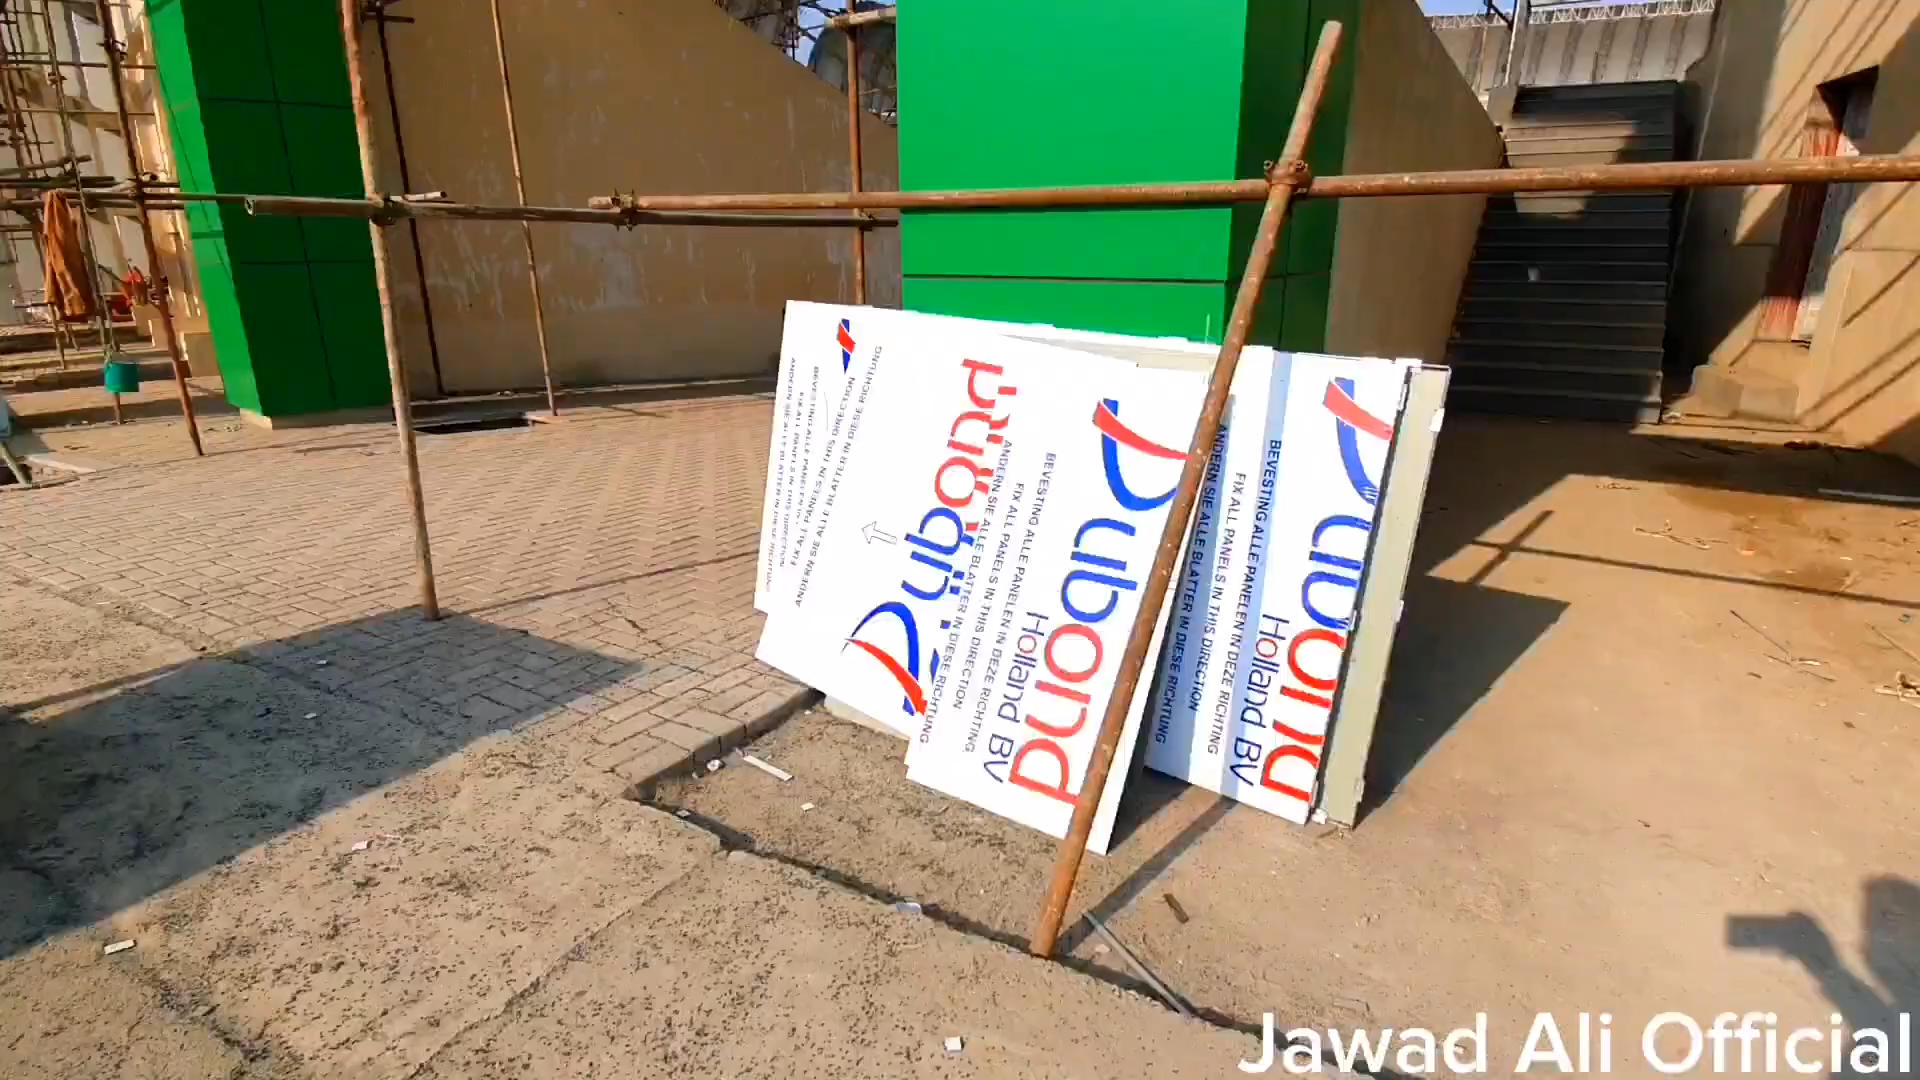 BEVESTING ALLE PANELEN IN DEZE RICHTING
FIX ALL PANELS IN THIS DIRECTION
ANDERN SIE ALLE BLATTER IN DIESE RICHTUNG
Dubond
ANDERN SIE ALLE BLATTER IN DIESE RICHTUNG
FIX ALL PANELS IN THIS DIRECTION
BEVESTING ALLE PANELEN IN DEZE RICHTING
Holland BV
Dubond
ANDERN SIE ALLE BLATTER IN DIESE RICHTUNG
FIX ALL PANELS IN THIS DIRECTION
BEVESTING ALLE PANELEN IN DEZE RICHTING
Holland BV
Jawad Ali Official